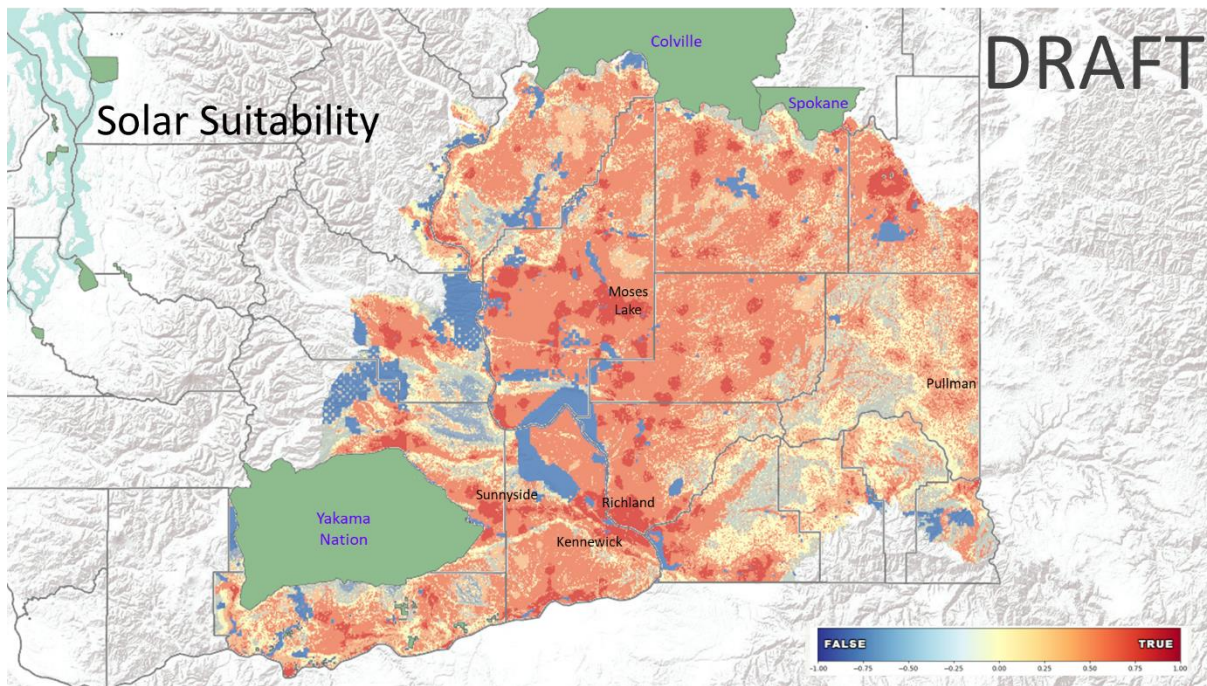 DRAFT
Solar Suitability
Colville
Spokane
Moses
Lake
Pullman
Sunnyside
Richland
Kennewick
Yakama
Nation
FALSE
TRUE
-1.00 -0.75 -0.50 -0.25 0.00 0.25 0.50 0.75 1.00